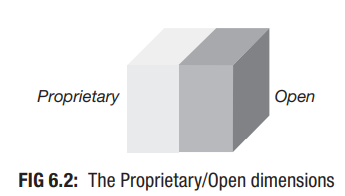 Proprietary
Open
FIG 6.2: The Proprietary/Open dimensions